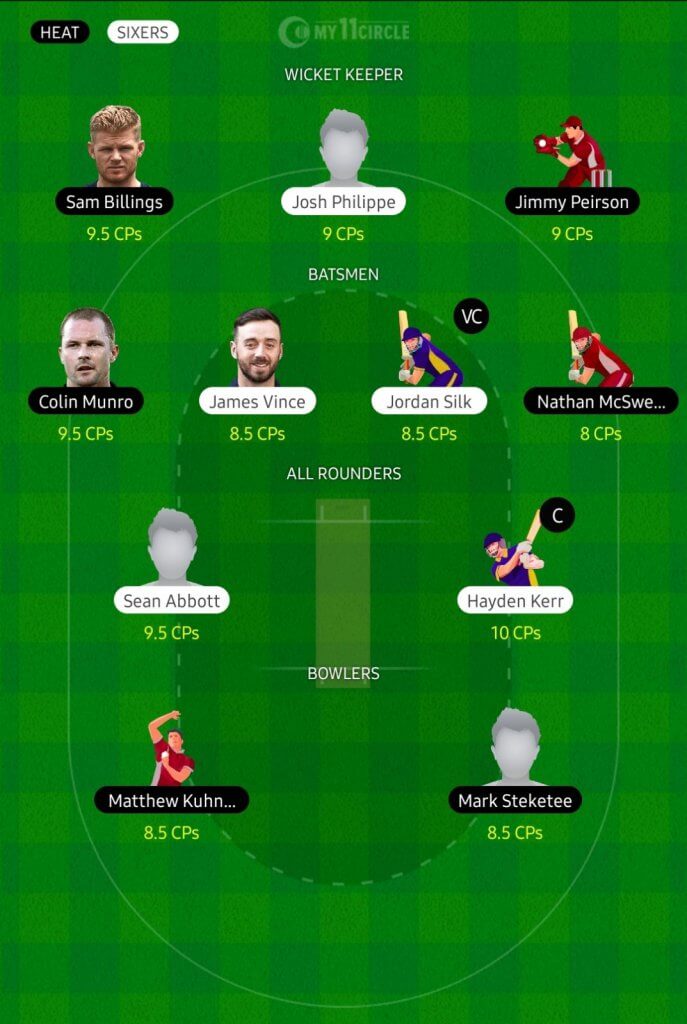 HEAT SIXERS MY11CIRCLE
WICKET KEEPER
Sam Billings Josh Philippe Jimmy Peirson
9.5 CPs 9 CPs 9 CPs
BATSMEN
VC
Colin Munro James Vince Jordan Silk Nathan McSwe...
9.5 CPs 8.5 CPs 8.5 CPs 8 CPs
ALL ROUNDERS
C
Sean Abbott Hayden Kerr
9.5 CPs 10 CPs
BOWLERS
Matthew Kuhn... Mark Steketee
8.5 CPs 8.5 CPs